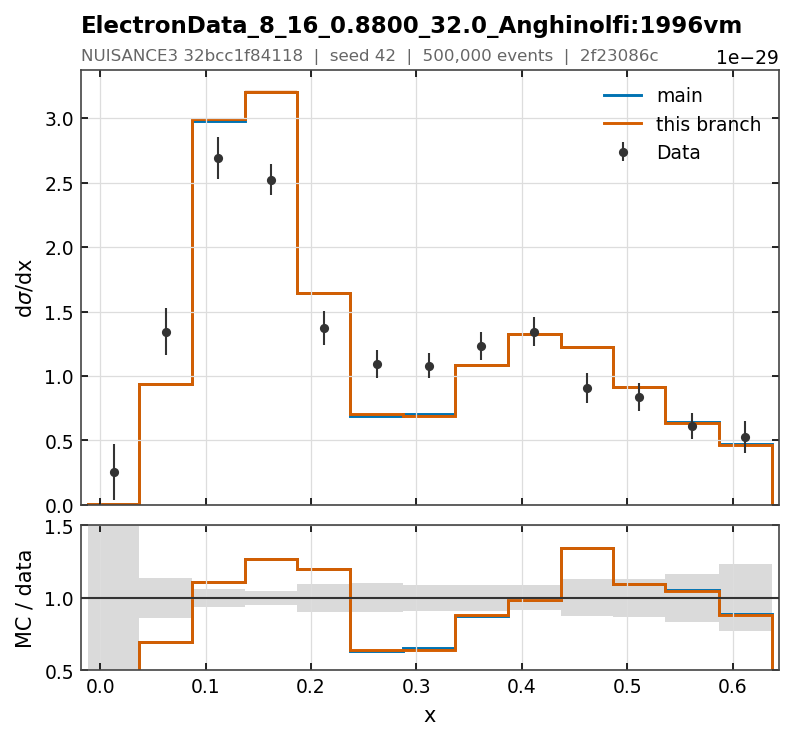 ElectronData_8_16_0.8800_32.0_Anghinolfi:1996vm
NUISANCE3 32bcc1f84118 | seed 42 | 500,000 events | 2f23086c
1e−29
main
this branch
Data
dσ/dx
3.0
2.5
2.0
1.5
1.0
0.5
0.0
MC / data
1.5
1.0
0.5
0.0 0.1 0.2 0.3 0.4 0.5 0.6
x